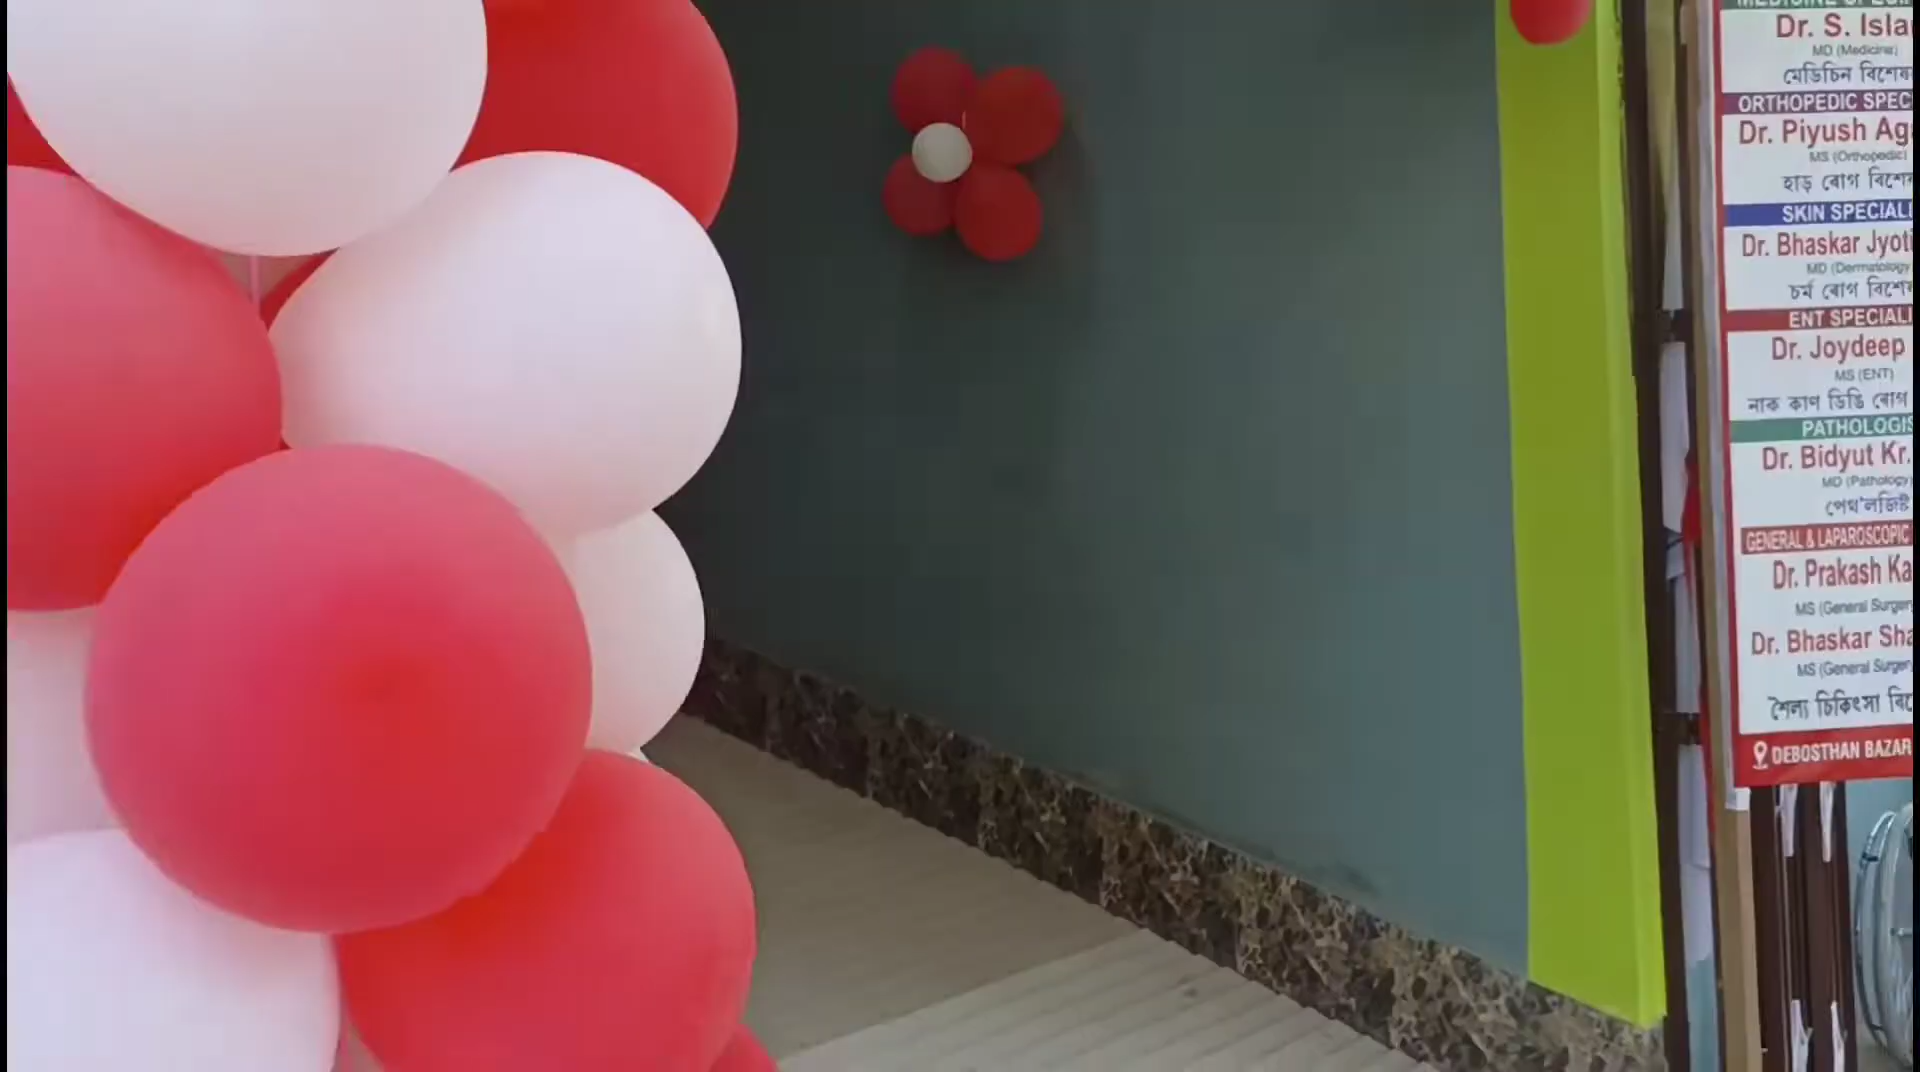 Dr. S. Isla
MD (Medicine)
মেডিচিন বিশেষ
ORTHOPEDIC SPEC
Dr. Piyush Ag
MS (Orthopedic)
হাড় ৰোগ বিশেষ
SKIN SPECIALI
Dr. Bhaskar Jyoti
MD (Dermatology
চৰ্ম ৰোগ বিশেষ
ENT SPECIALI
Dr. Joydeep
MS (ENT)
নাক কাণ ডিঙি ৰোগ
PATHOLOGIS
Dr. Bidyut Kr.
MD (Pathology)
পেথ'লজিষ্ট
GENERAL & LAPAROSCOPIC
Dr. Prakash Ka
MS (General Surgery
Dr. Bhaskar Sha
MS (General Surgery
শৈল্য চিকিৎসা বি
DEBOSTHAN BAZAR